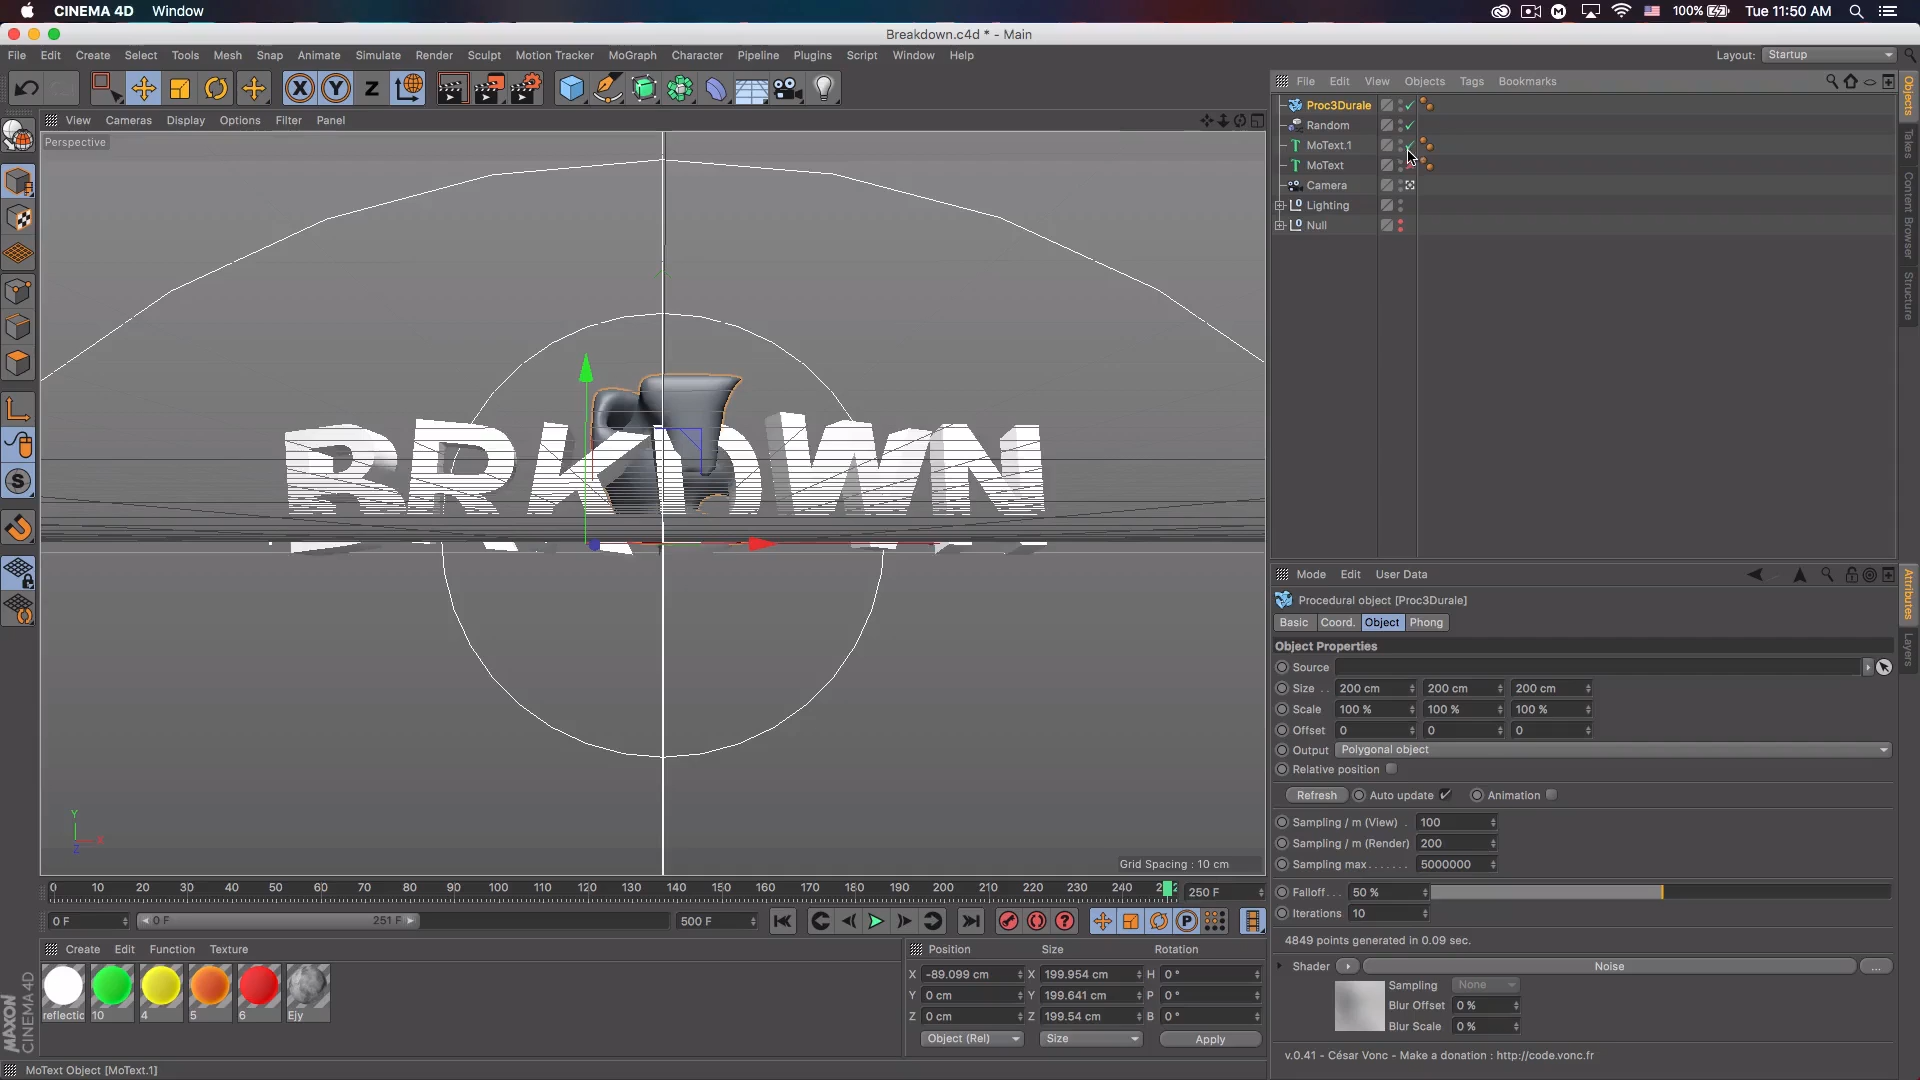 CINEMA 4D Window 100% Tue 11:50 AM
Breakdown.c4d * - Main
File Edit Create Select Tools Mesh Snap Animate Simulate Render Sculpt Motion Tracker MoGraph Character Pipeline Plugins Script Window Help Layout: Startup
X Y Z
File Edit View Objects Tags Bookmarks
View Cameras Display Options Filter Panel
Perspective
Proc3Durale
Random
MoText.1
MoText
Camera
Lighting
Null
Objects
Takes
Content Browser
Structure
BRKDWN
Y
X
Z
Grid Spacing : 10 cm
Mode Edit User Data
Attributes
Layers
Procedural object [Proc3Durale]
Basic Coord. Object Phong
Object Properties
Source
Size . . 200 cm 200 cm 200 cm
Scale 100 % 100 % 100 %
Offset 0 0 0
Output Polygonal object
Relative position
Refresh Auto update Animation
Sampling / m (View) . 100
Sampling / m (Render) 200
Sampling max. . . . . . . 5000000
Falloff. . . 50 %
Iterations 10
4849 points generated in 0.09 sec.
Shader Noise ...
Sampling None
Blur Offset 0 %
Blur Scale 0 %
v.0.41 - César Vonc - Make a donation : http://code.vonc.fr
0 10 20 30 40 50 60 70 80 90 100 110 120 130 140 150 160 170 180 190 200 210 220 230 240 250 F
0 F 0 F 251 F 500 F
Create Edit Function Texture
reflectic 10 4 5 6 Ejy
Position Size Rotation
X -89.099 cm X 199.954 cm H 0 °
Y 0 cm Y 199.641 cm P 0 °
Z 0 cm Z 199.54 cm B 0 °
Object (Rel) Size Apply
MAXON
CINEMA 4D
MoText Object [MoText.1]